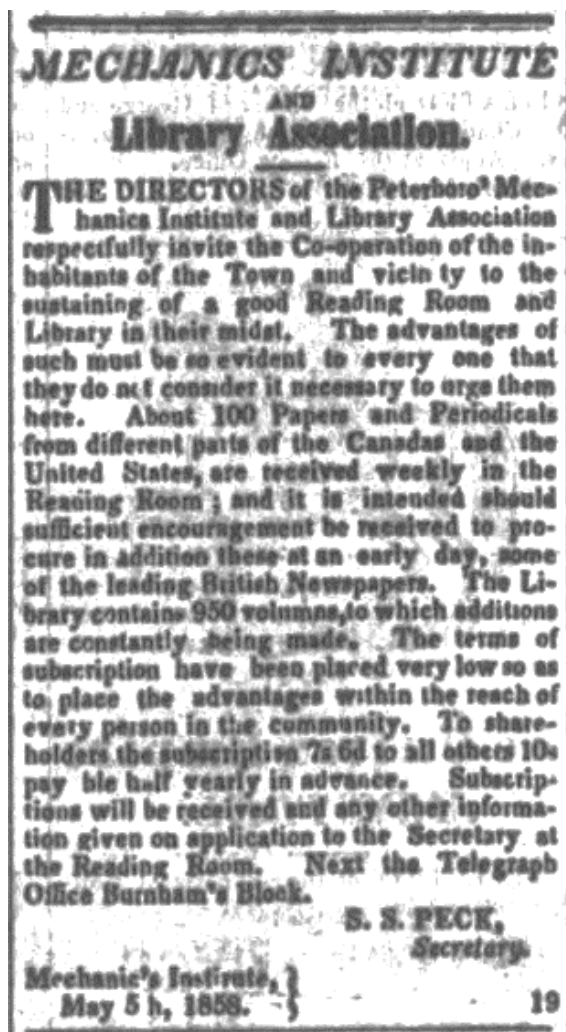 MECHANICS INSTITUTE
AND
Library Association.
THE DIRECTORS of the Peterboro' Mec-
hanics Institute and Library Association
respectfully invite the Co-operation of the in-
habitants of the Town and vicin ty to the
sustaining of a good Reading Room and
Library in their midst. The advantages of
such must be so evident to every one that
they do not consider it necessary to urge them
here. About 100 Papers and Periodicals
from different parts of the Canadas and the
United States, are received weekly in the
Reading Room; and it is intended should
sufficient encouragement be received to pro-
cure in addition these at an early day, some
of the leading British Newspapers. The Li-
brary contains 950 volumns, to which additions
are constantly being made. The terms of
subscription have been placed very low so as
to place the advantages within the reach of
every person in the community. To share-
holders the subscription 7s 6d to all others 10s
pay ble half yearly in advance. Subscrip-
tions will be received and any other informa-
tion given on application to the Secretary at
the Reading Room. Next the Telegraph
Office Burnham's Block.
S. S. PECK,
Secretary.
Mechanic's Institute, }
May 5 h, 1858. } 19